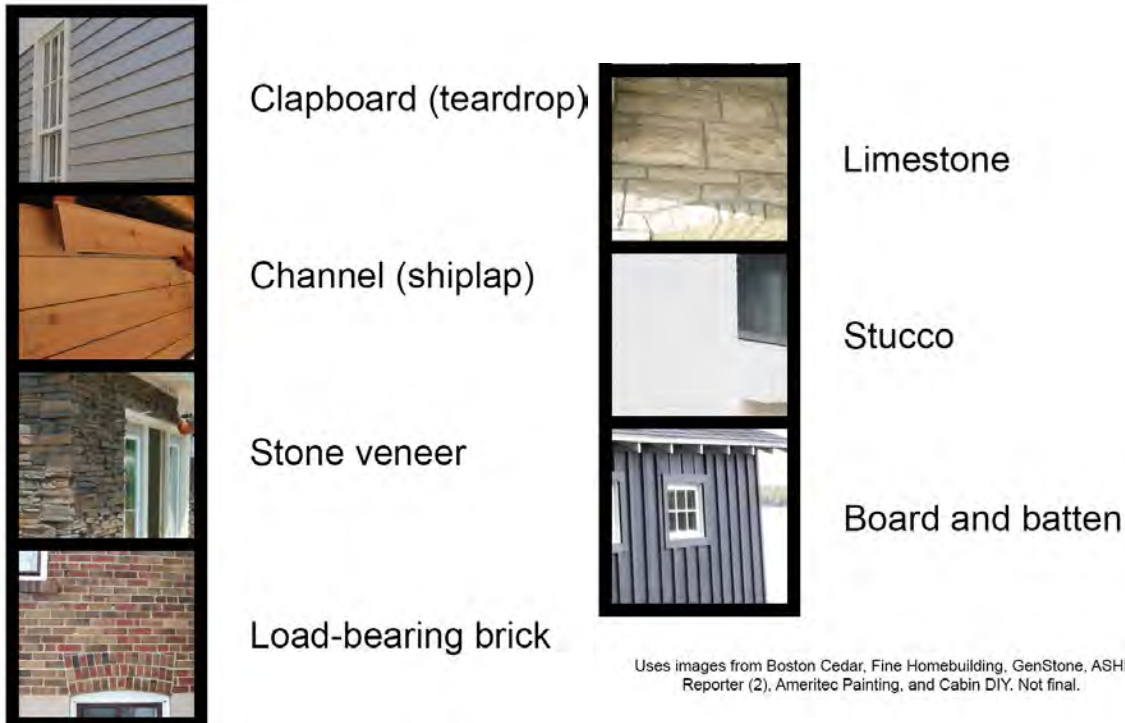 Clapboard (teardrop)
Channel (shiplap)
Stone veneer
Load-bearing brick
Limestone
Stucco
Board and batten
Uses images from Boston Cedar, Fine Homebuilding, GenStone, ASHI
Reporter (2), Ameritec Painting, and Cabin DIY. Not final.